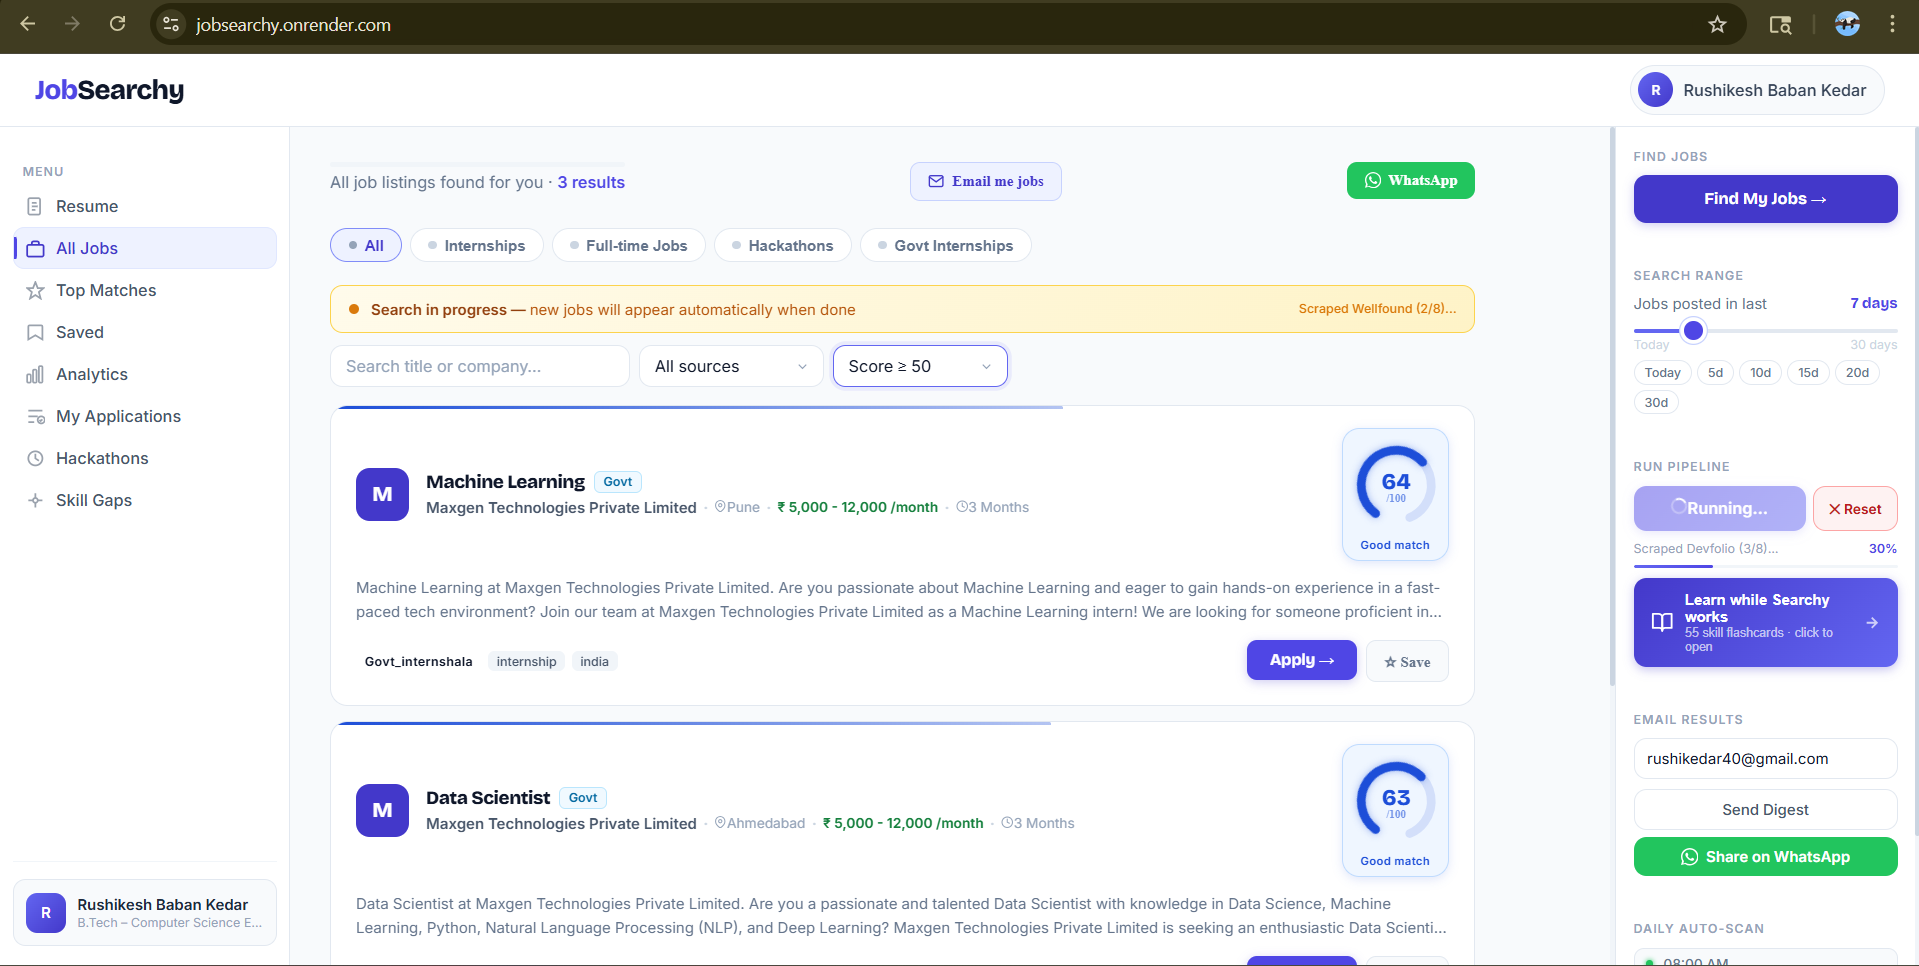 jobsearchy.onrender.com
JobSearchy
R Rushikesh Baban Kedar
MENU
Resume
All Jobs
Top Matches
Saved
Analytics
My Applications
Hackathons
Skill Gaps
R
Rushikesh Baban Kedar
B.Tech – Computer Science E...
All job listings found for you · 3 results
Email me jobs
WhatsApp
All
Internships
Full-time Jobs
Hackathons
Govt Internships
Search in progress — new jobs will appear automatically when done
Scraped Wellfound (2/8)...
Search title or company...
All sources
Score ≥ 50
M
Machine Learning Govt
Maxgen Technologies Private Limited · Pune · ₹ 5,000 - 12,000 /month · 3 Months
64
/100
Good match
Machine Learning at Maxgen Technologies Private Limited. Are you passionate about Machine Learning and eager to gain hands-on experience in a fast-
paced tech environment? Join our team at Maxgen Technologies Private Limited as a Machine Learning intern! We are looking for someone proficient in...
Govt_internshala internship india
Apply →
☆ Save
M
Data Scientist Govt
Maxgen Technologies Private Limited · Ahmedabad · ₹ 5,000 - 12,000 /month · 3 Months
63
/100
Good match
Data Scientist at Maxgen Technologies Private Limited. Are you a passionate and talented Data Scientist with knowledge in Data Science, Machine
Learning, Python, Natural Language Processing (NLP), and Deep Learning? Maxgen Technologies Private Limited is seeking an enthusiastic Data Scienti...
FIND JOBS
Find My Jobs →
SEARCH RANGE
Jobs posted in last 7 days
Today 30 days
Today 5d 10d 15d 20d
30d
RUN PIPELINE
Running...
✕ Reset
Scraped Devfolio (3/8)... 30%
Learn while Searchy
works
55 skill flashcards · click to
open
→
EMAIL RESULTS
rushikedar40@gmail.com
Send Digest
Share on WhatsApp
DAILY AUTO-SCAN
08:00 AM